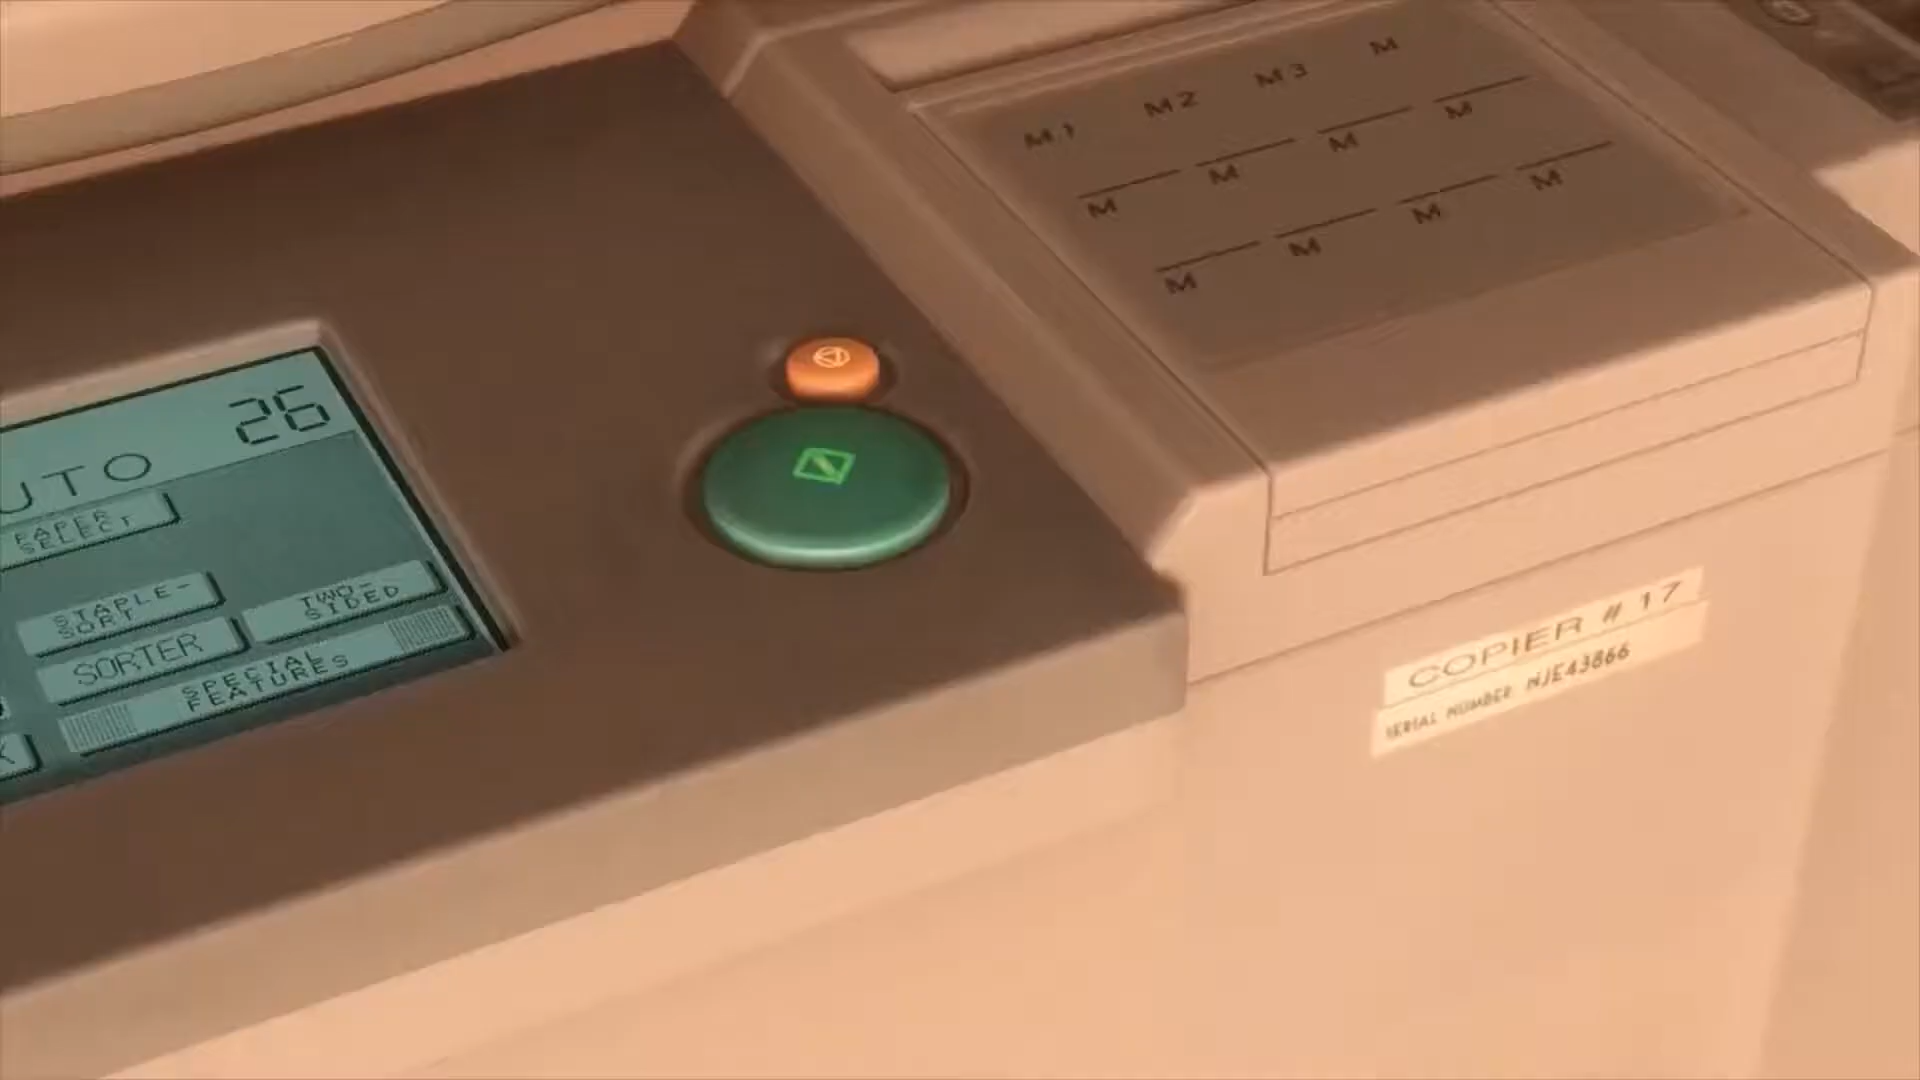 26
UTO
PAPER
SELECT
STAPLE-
SORT
TWO-
SIDED
SORTER
SPECIAL
FEATURES
M1 M2 M3 M
M M M M
M M M M
COPIER # 17
SERIAL NUMBER NJE43866